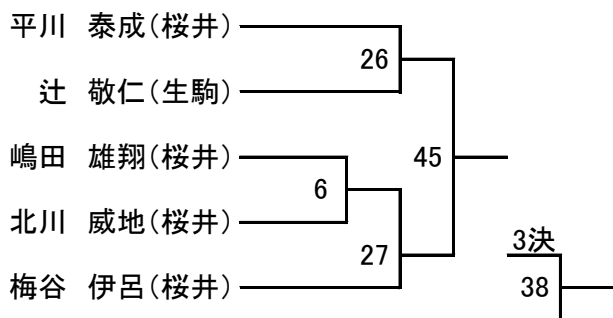 平川　泰成(桜井)
26
辻　敬仁(生駒)
嶋田　雄翔(桜井)
45
6
北川　威地(桜井)
3決
27
梅谷　伊呂(桜井)
38